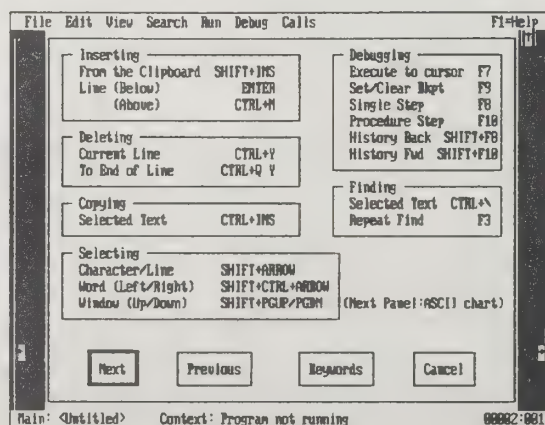 File Edit View Search Run Debug Calls F1=Help
Inserting
From the Clipboard SHIFT+INS
Line (Below) ENTER
(Above) CTRL+N
Deleting
Current Line CTRL+Y
To End of Line CTRL+Q Y
Copying
Selected Text CTRL+INS
Selecting
Character/Line SHIFT+ARROW
Word (Left/Right) SHIFT+CTRL+ARROW
Window (Up/Down) SHIFT+PGUP/PGDN
Debugging
Execute to cursor F7
Set/Clear Bkpt F9
Single Step F8
Procedure Step F10
History Back SHIFT+F8
History Fwd SHIFT+F10
Finding
Selected Text CTRL+\
Repeat Find F3
(Next Panel:ASCII chart)
Next Previous Keywords Cancel
Main: <Untitled> Context: Program not running 00002:001